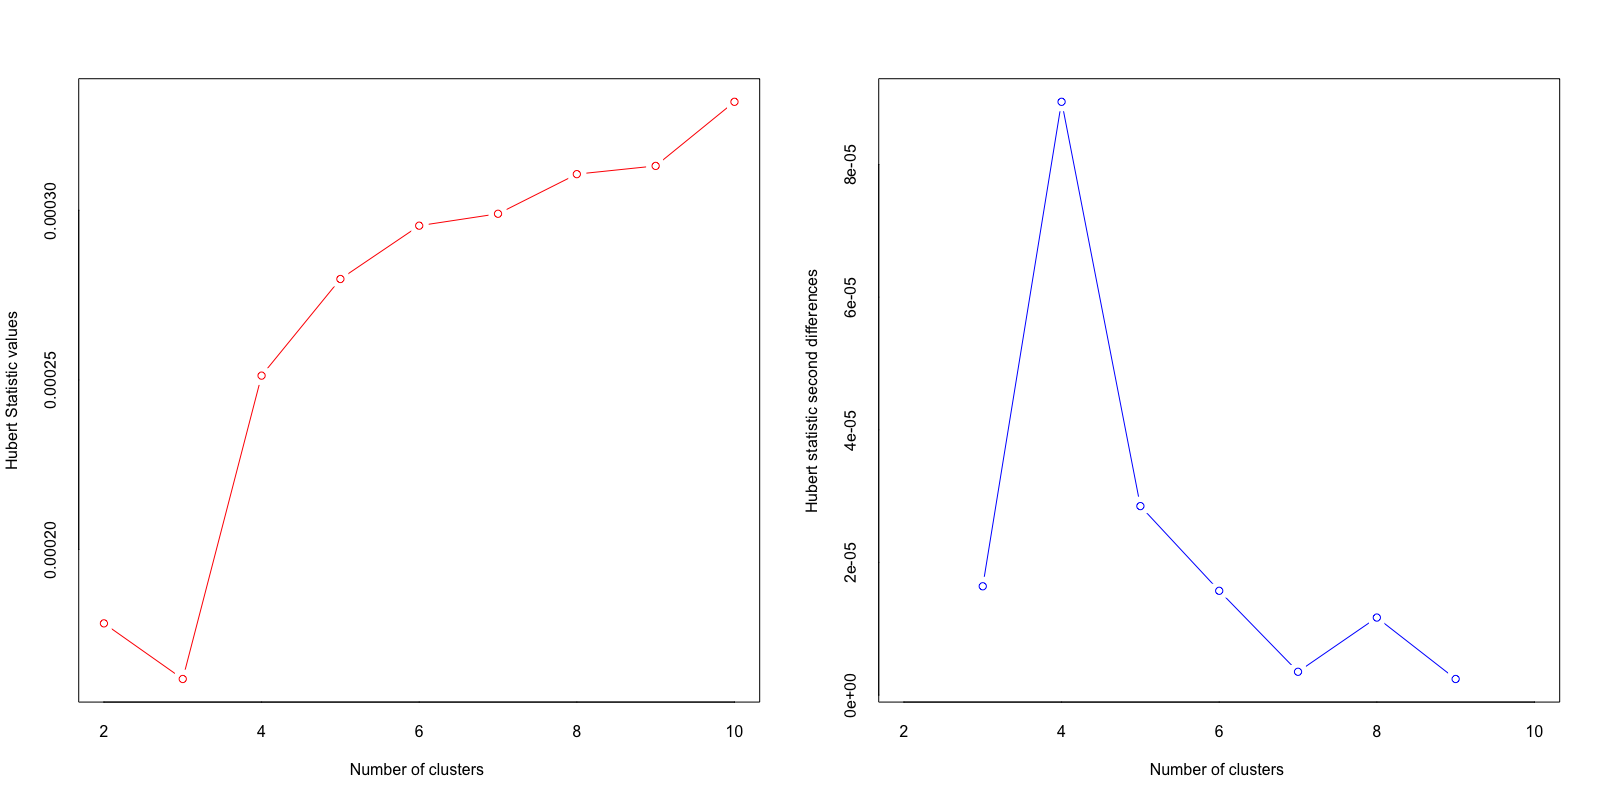 Hubert Statistic values
0.00030
0.00025
0.00020
2 4 6 8 10
Number of clusters
Hubert statistic second differences
8e-05
6e-05
4e-05
2e-05
0e+00
2 4 6 8 10
Number of clusters